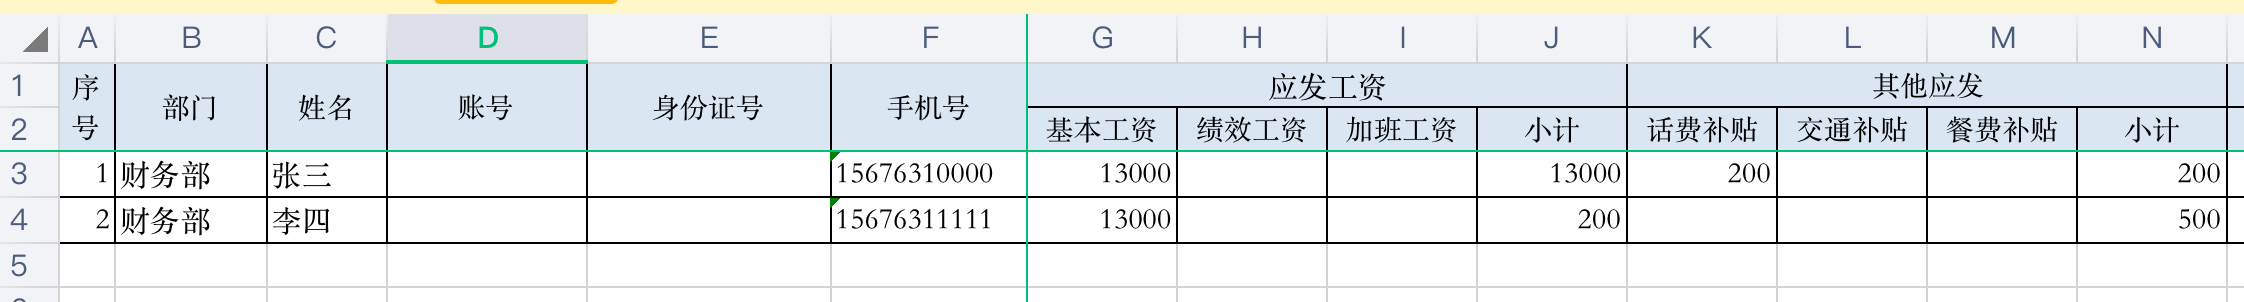 A B C D E F G H I J K L M N
1 序号 部门 姓名 账号 身份证号 手机号 应发工资 其他应发
2 基本工资 绩效工资 加班工资 小计 话费补贴 交通补贴 餐费补贴 小计
3 1 财务部 张三 15676310000 13000 13000 200 200
4 2 财务部 李四 15676311111 13000 200 500
5